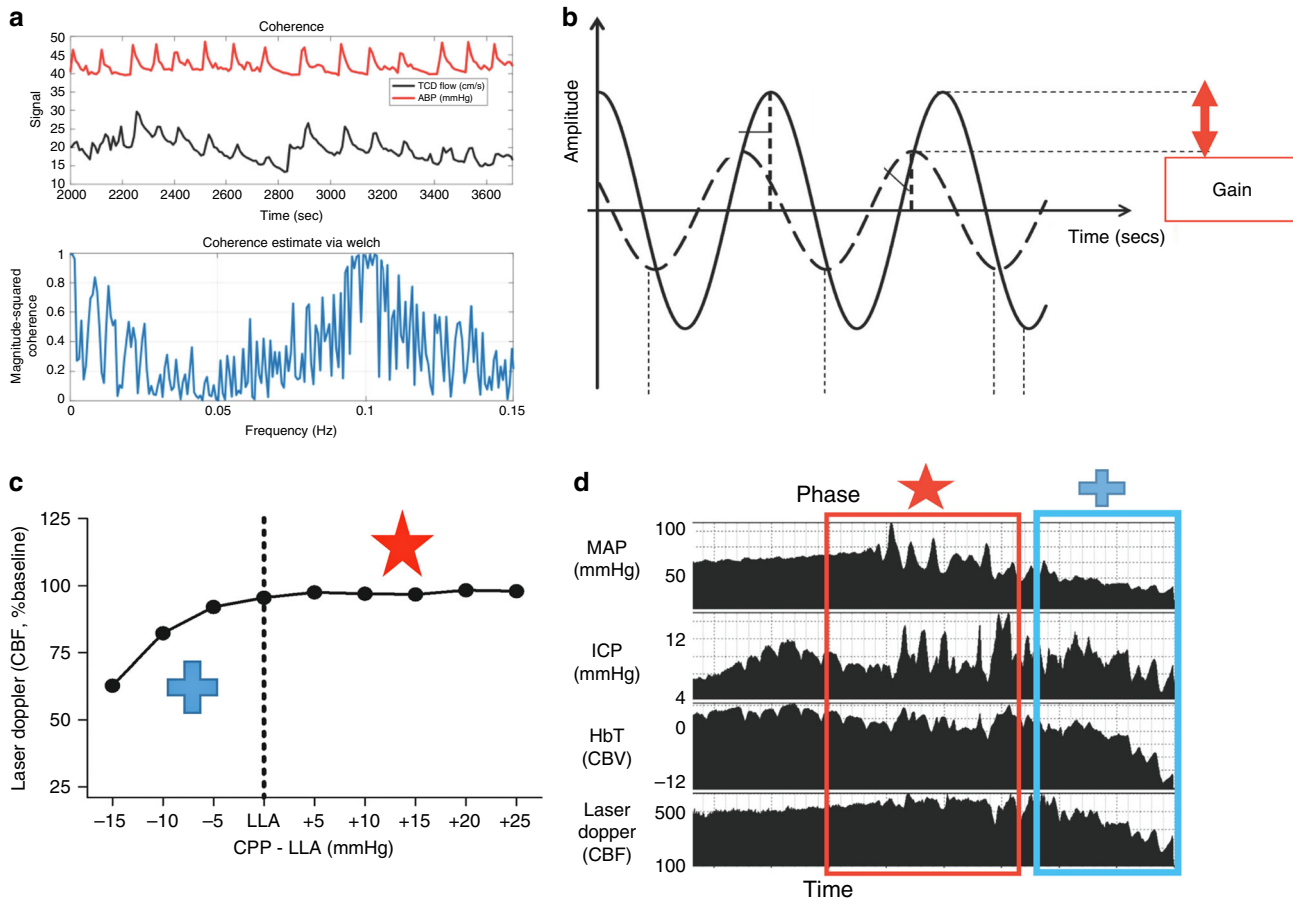 a
Coherence
50
45
40
35
30
25
20
15
10
Signal
TCD flow (cm/s)
ABP (mmHg)
2000 2200 2400 2600 2800 3000 3200 3400 3600
Time (sec)
Coherence estimate via welch
1
0.8
0.6
0.4
0.2
0
Magnitude-squared
coherence
0 0.05 0.1 0.15
Frequency (Hz)
b
Amplitude
Time (secs)
Gain
c
125
100
75
50
25
Laser doppler (CBF, %baseline)
–15 –10 –5 LLA +5 +10 +15 +20 +25
CPP - LLA (mmHg)
d
Phase
MAP
(mmHg)
100
50
ICP
(mmHg)
12
4
HbT
(CBV)
0
–12
Laser
dopper
(CBF)
500
100
Time